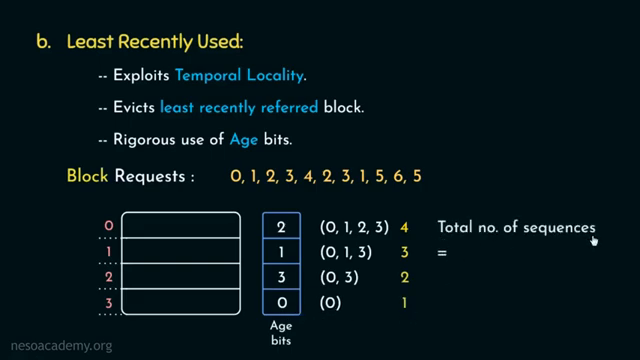 b. Least Recently Used:
-- Exploits Temporal Locality.
-- Evicts least recently referred block.
-- Rigorous use of Age bits.
Block Requests : 0, 1, 2, 3, 4, 2, 3, 1, 5, 6, 5
0 2 (0, 1, 2, 3) 4 Total no. of sequences
1 1 (0, 1, 3) 3 =
2 3 (0, 3) 2
3 0 (0) 1
Age
bits
nesoacademy.org